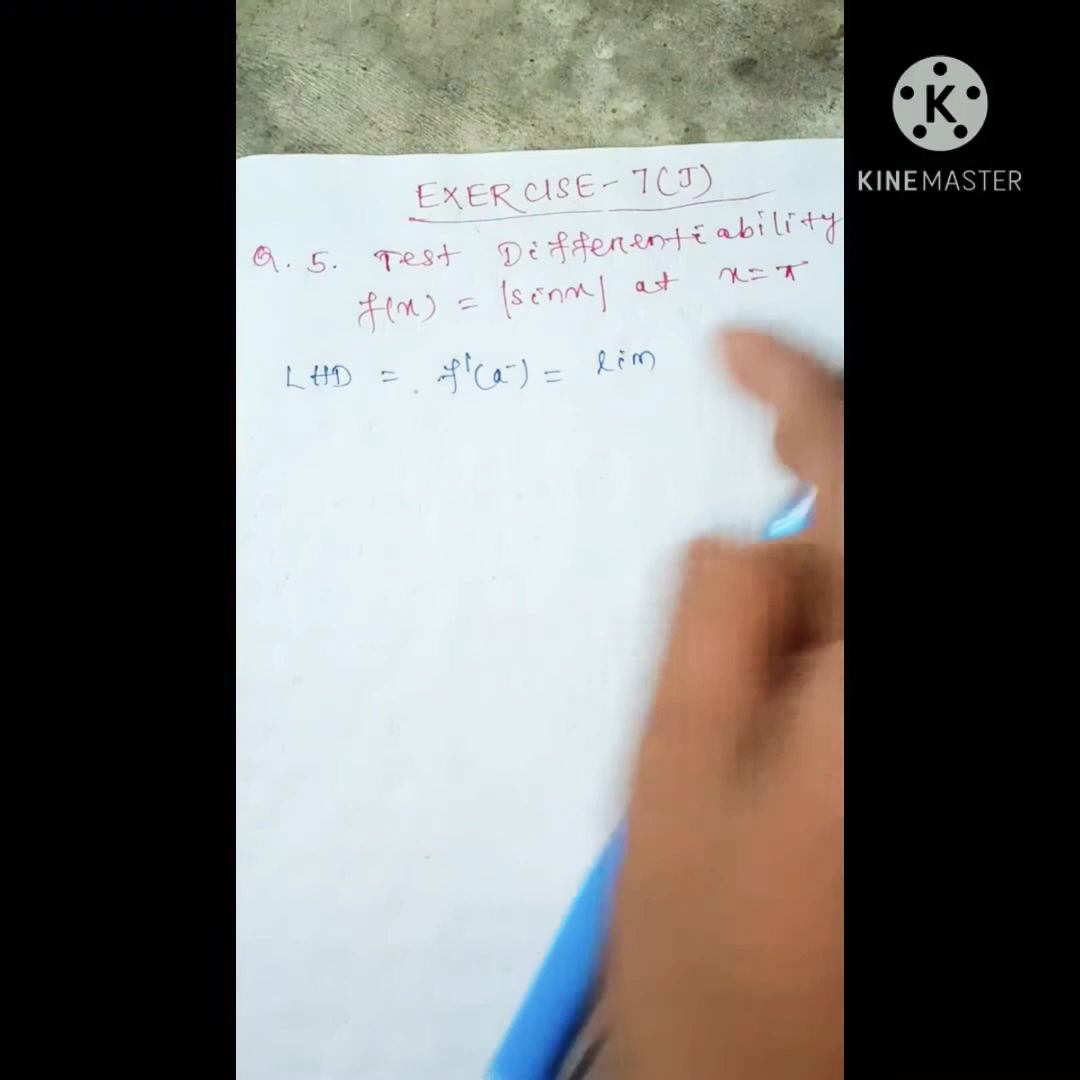 EXERCISE - 7(J)
Q. 5. Test Differentiability
f(x) = |sinx| at x = π
LHD = f'(a⁻) = lim
K
KINEMASTER